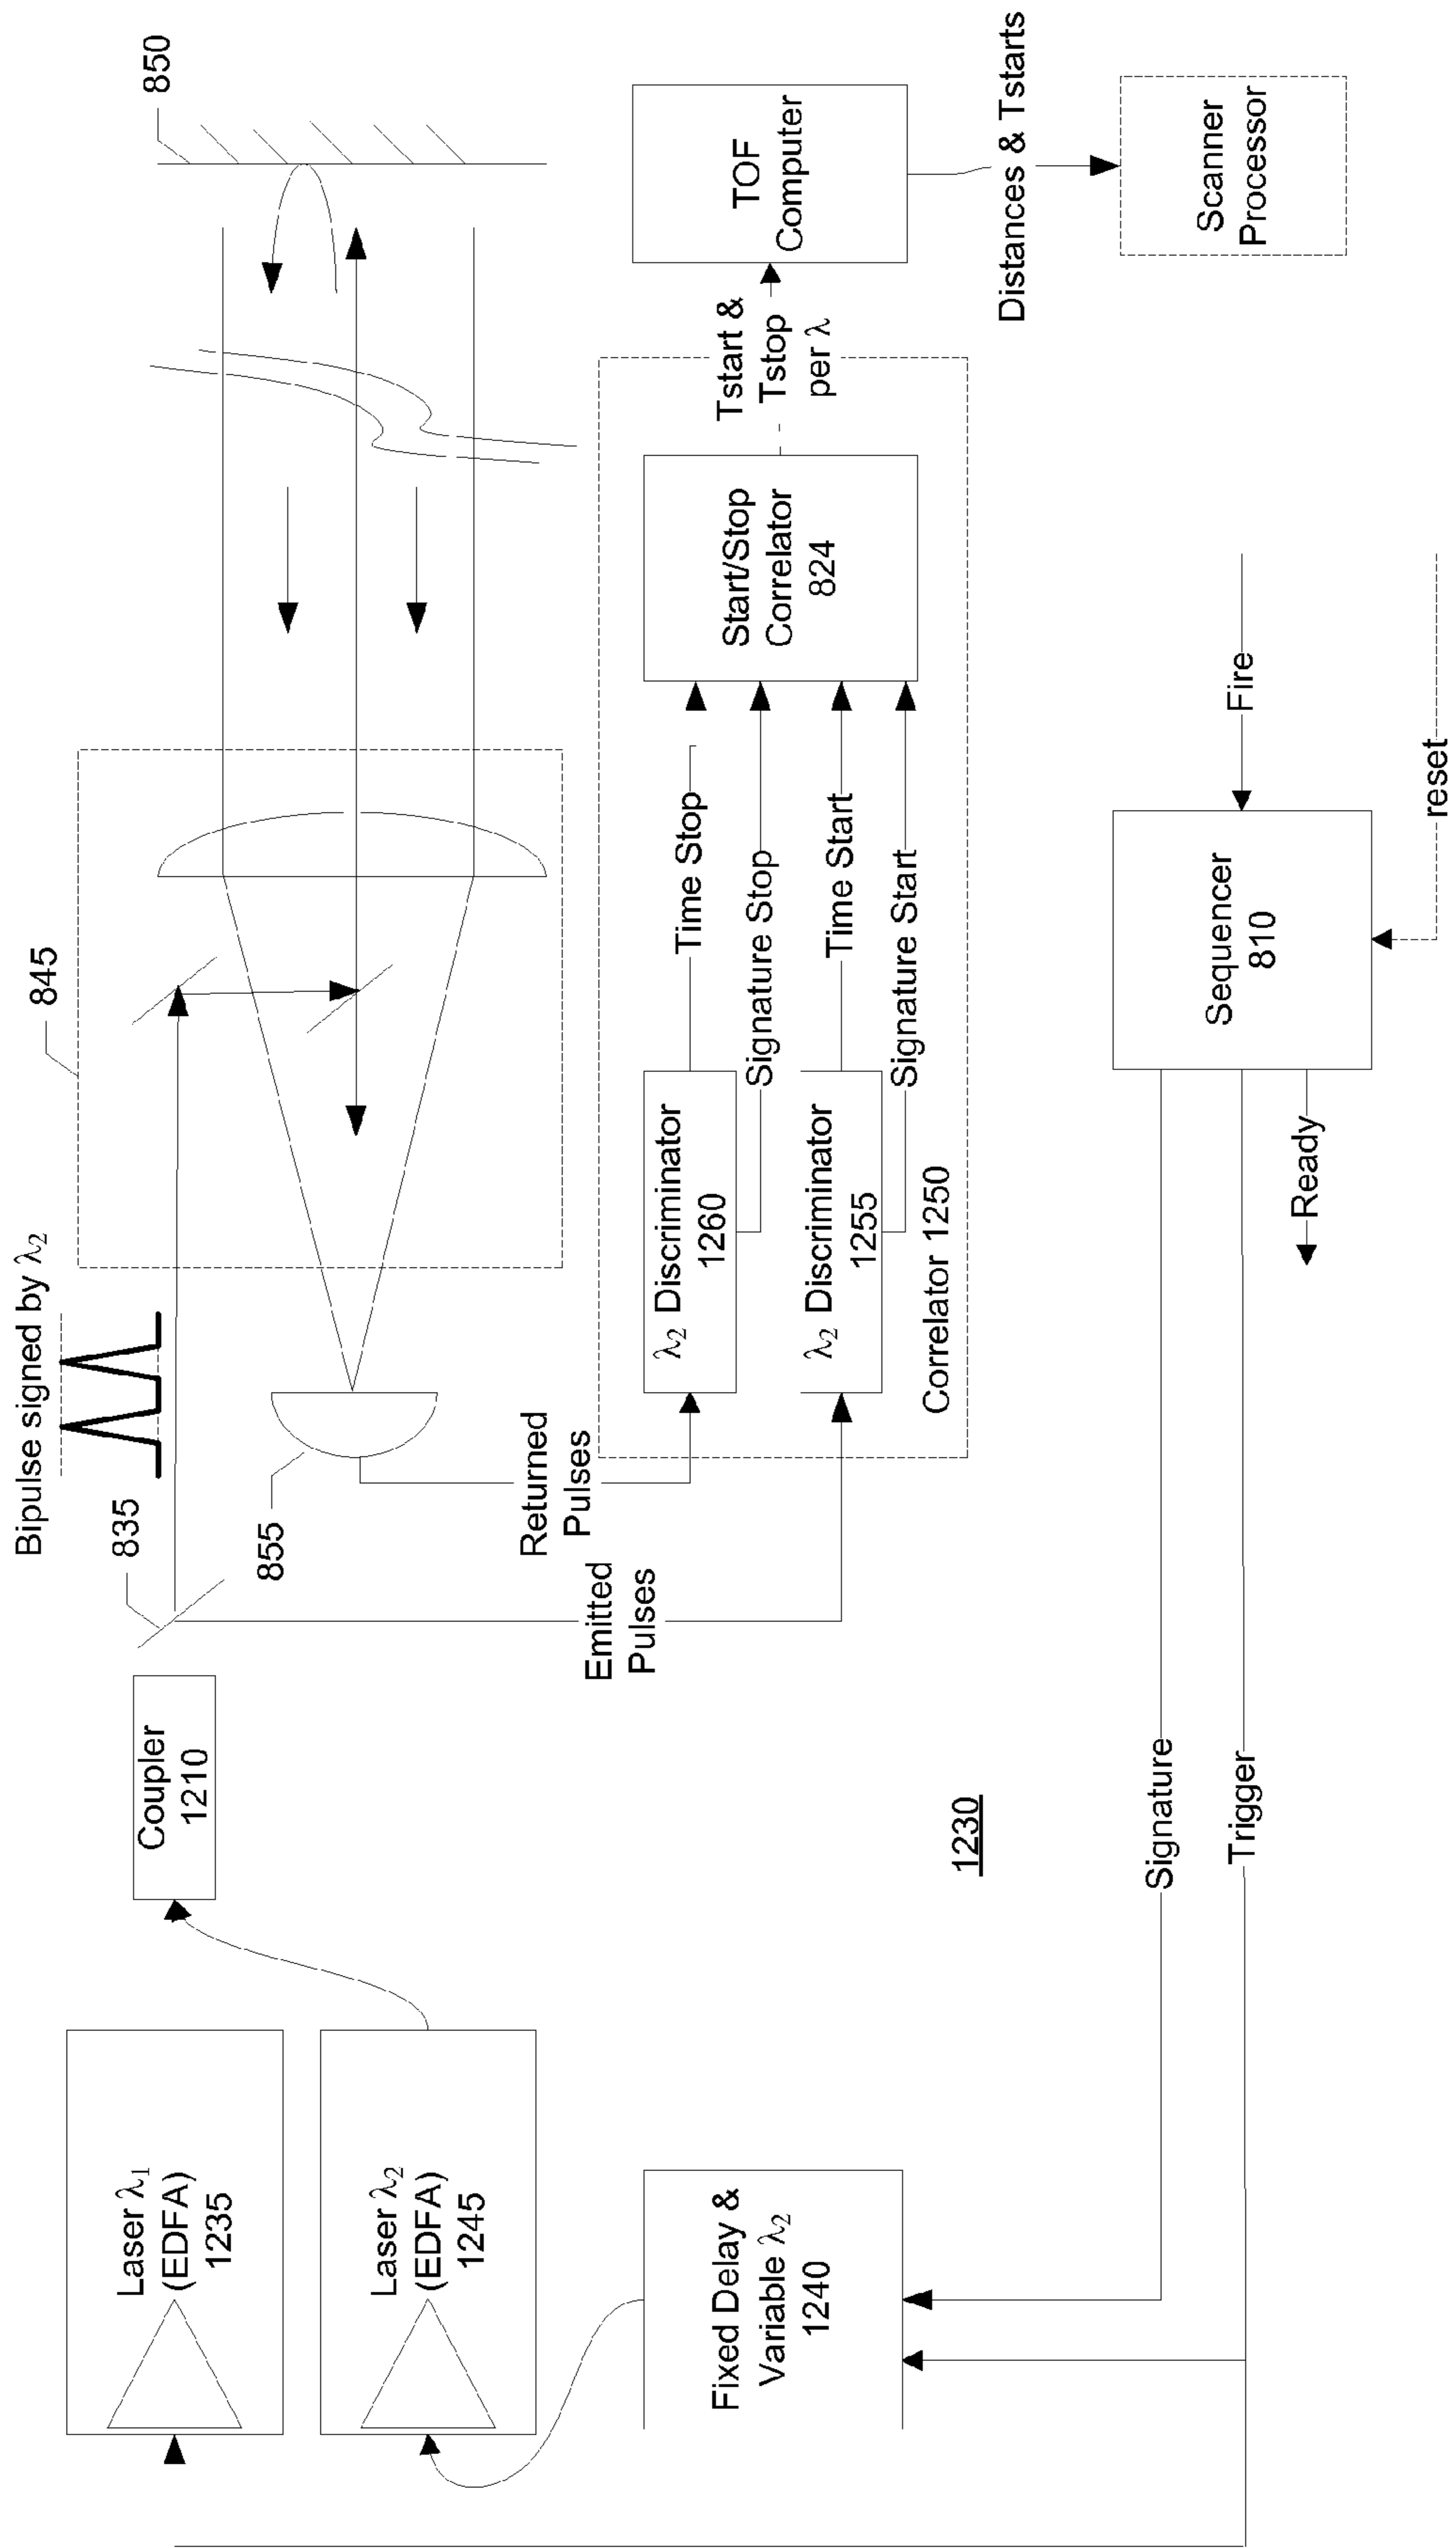 Bipulse signed by λ2
835
845
850
Laser λ1
(EDFA)
1235
Coupler
1210
855
Laser λ2
(EDFA)
1245
Returned
Pulses
Emitted
Pulses
λ2 Discriminator
1260
Time Stop
Signature Stop
λ2 Discriminator
1255
Time Start
Signature Start
Correlator 1250
Start/Stop
Correlator
824
Tstart &
Tstop
per λ
TOF
Computer
Distances & Tstarts
Scanner
Processor
Fixed Delay &
Variable λ2
1240
1230
Signature
Trigger
Ready
Sequencer
810
Fire
reset